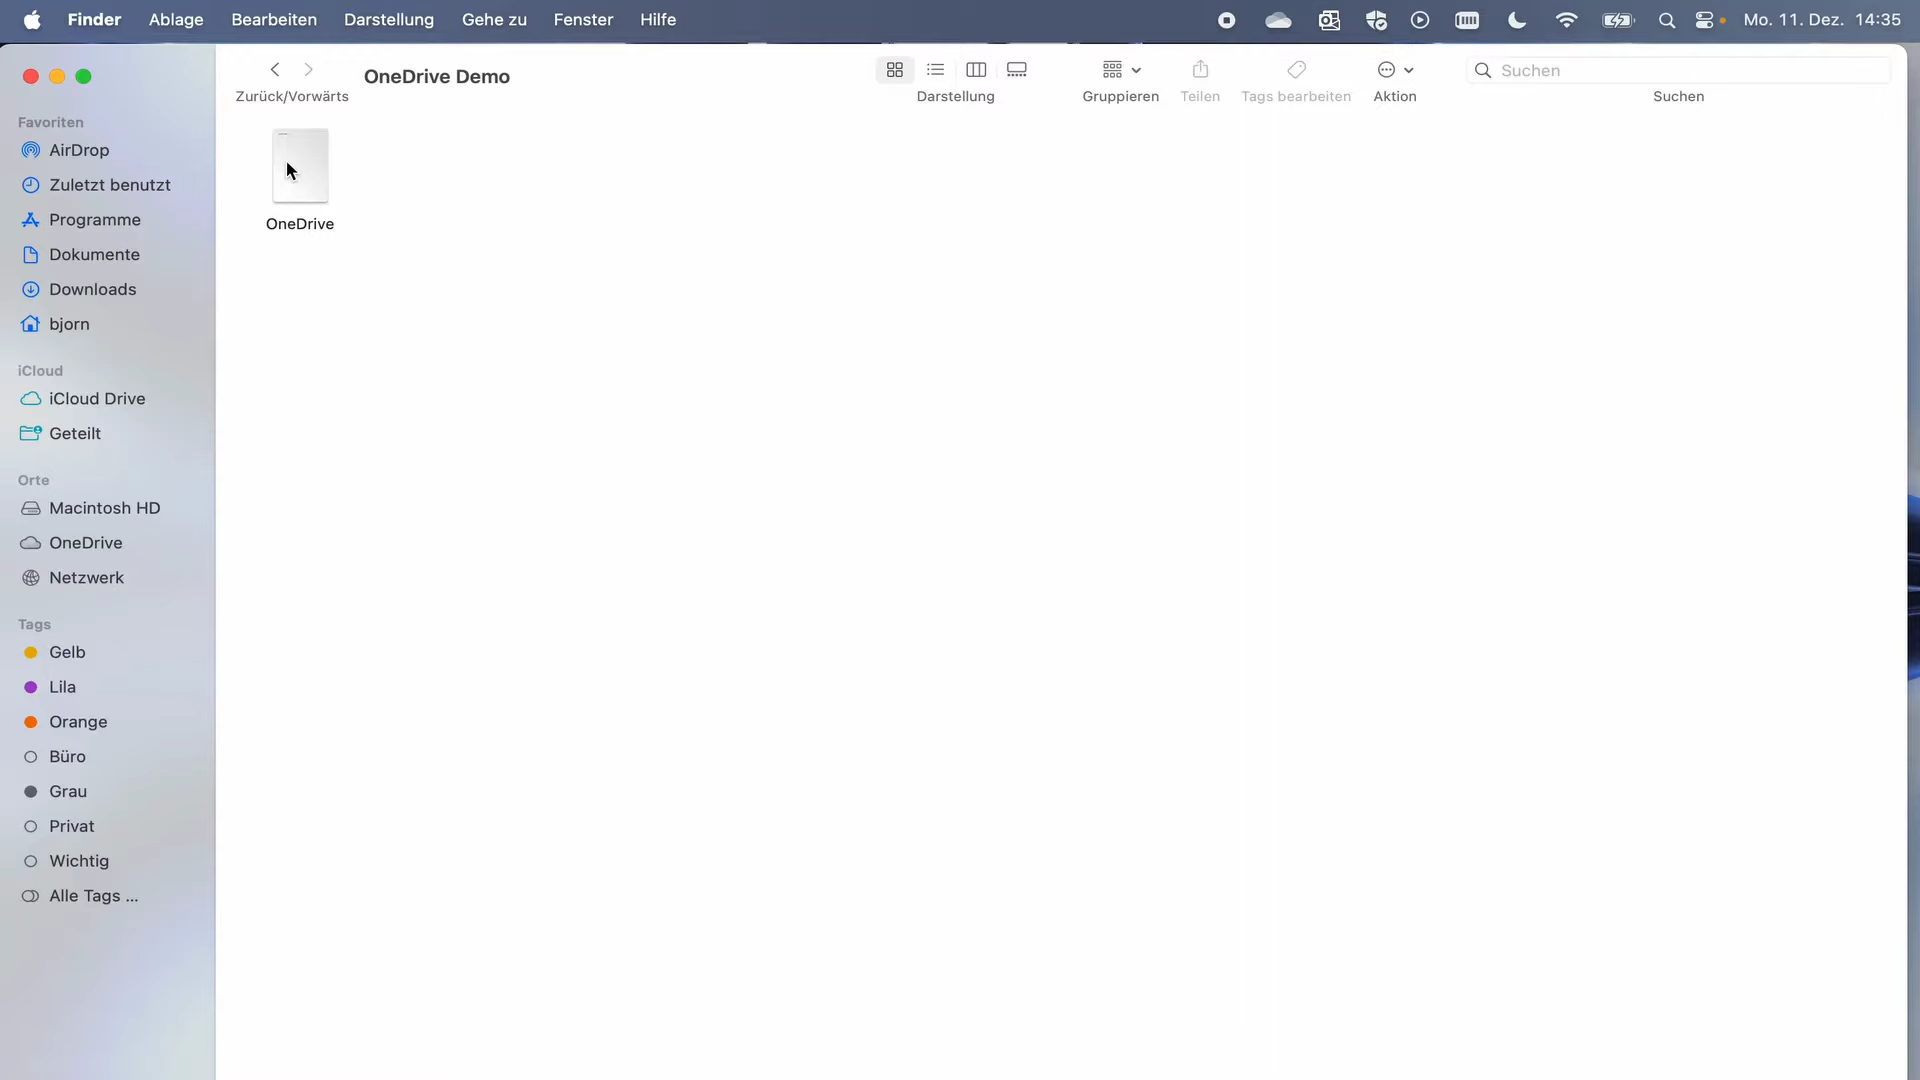 Finder Ablage Bearbeiten Darstellung Gehe zu Fenster Hilfe Mo. 11. Dez. 14:35
OneDrive Demo
Suchen
Zurück/Vorwärts Darstellung Gruppieren Teilen Tags bearbeiten Aktion Suchen
Favoriten
AirDrop
Zuletzt benutzt
Programme
Dokumente
Downloads
bjorn
iCloud
iCloud Drive
Geteilt
Orte
Macintosh HD
OneDrive
Netzwerk
Tags
Gelb
Lila
Orange
Büro
Grau
Privat
Wichtig
Alle Tags ...
OneDrive